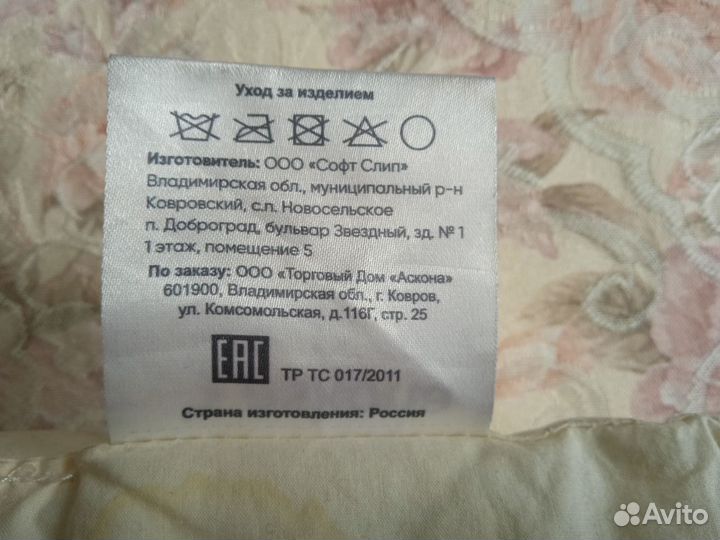 Уход за изделием
Изготовитель: ООО «Софт Слип»
Владимирская обл., муниципальный р-н
Ковровский, с.п. Новосельское
п. Доброград, бульвар Звездный, зд. № 1
1 этаж, помещение 5
По заказу: ООО «Торговый Дом «Аскона»
601900, Владимирская обл., г. Ковров,
ул. Комсомольская, д.116Г, стр. 25
EAC ТР ТС 017/2011
Страна изготовления: Россия
Avito